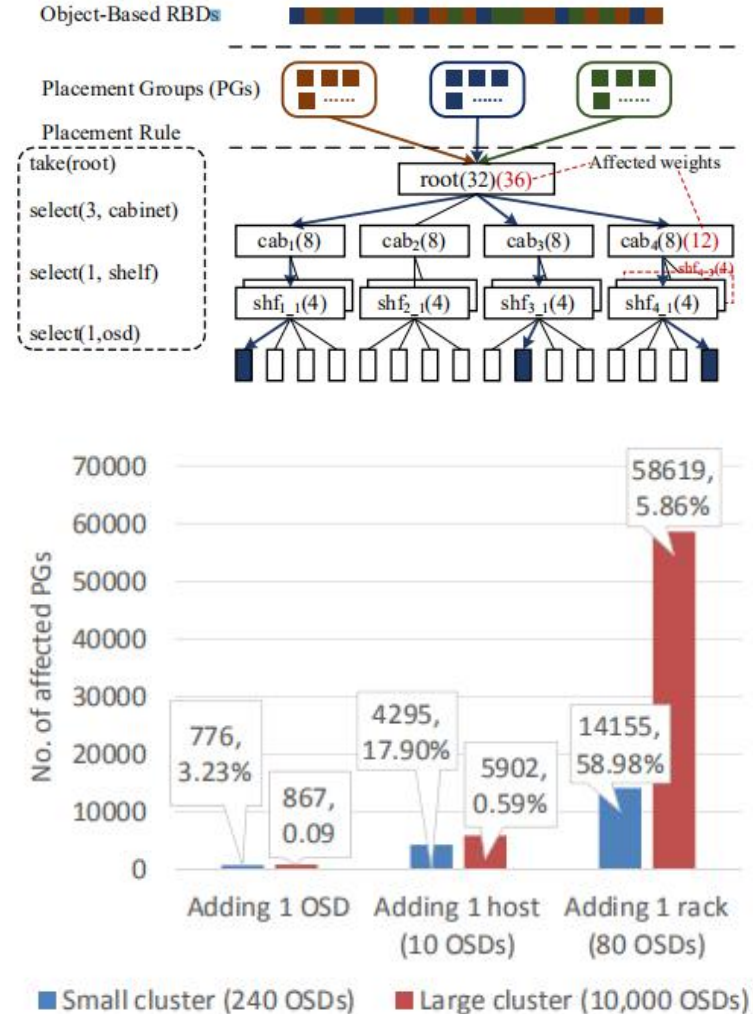 Object-Based RBDs
Placement Groups (PGs)
Placement Rule
take(root)
select(3, cabinet)
select(1, shelf)
select(1,osd)
root(32)(36)
Affected weights
cab1(8)
cab2(8)
cab3(8)
cab4(8)(12)
shf4_3(4)
shf1_1(4)
shf2_1(4)
shf3_1(4)
shf4_1(4)
No. of affected PGs
70000
60000
50000
40000
30000
20000
10000
0
776,
3.23%
867,
0.09
4295,
17.90%
5902,
0.59%
14155,
58.98%
58619,
5.86%
Adding 1 OSD
Adding 1 host
(10 OSDs)
Adding 1 rack
(80 OSDs)
Small cluster (240 OSDs)
Large cluster (10,000 OSDs)